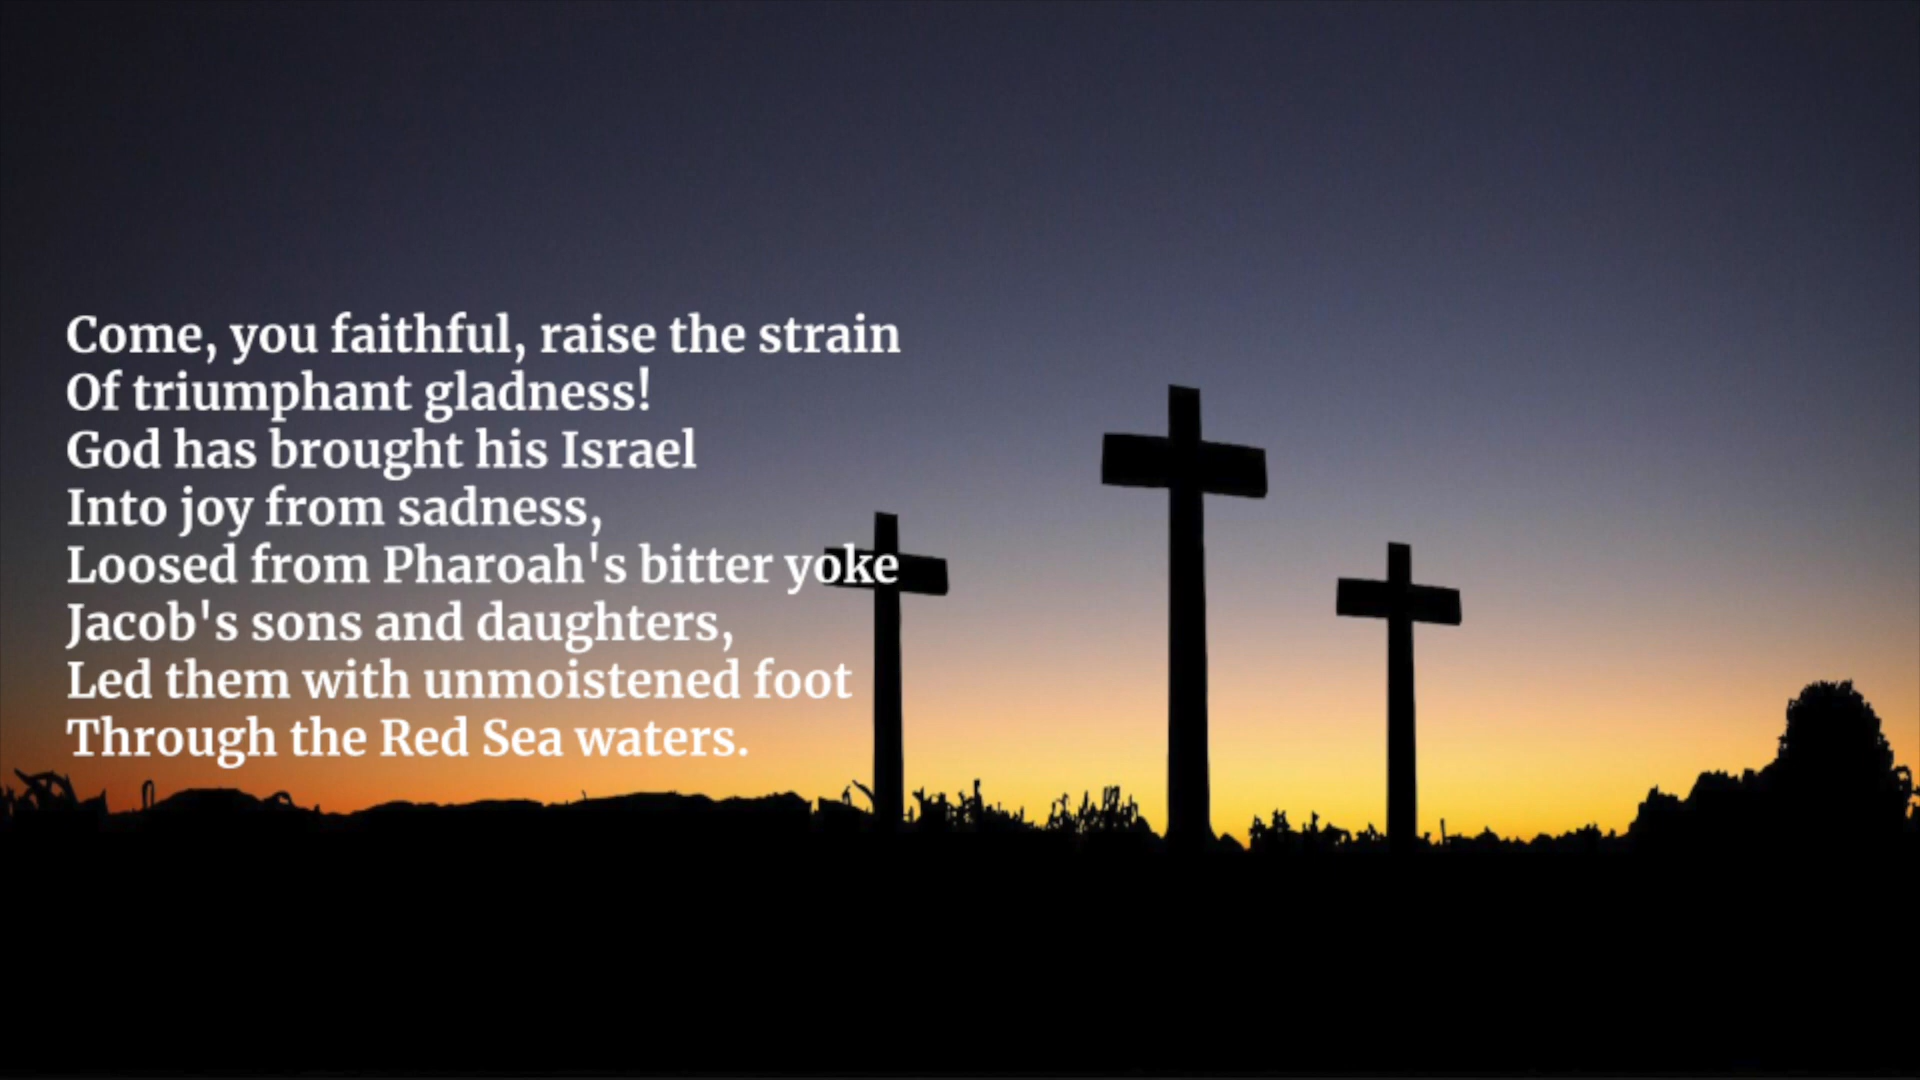 Come, you faithful, raise the strain
Of triumphant gladness!
God has brought his Israel
Into joy from sadness,
Loosed from Pharoah's bitter yoke
Jacob's sons and daughters,
Led them with unmoistened foot
Through the Red Sea waters.